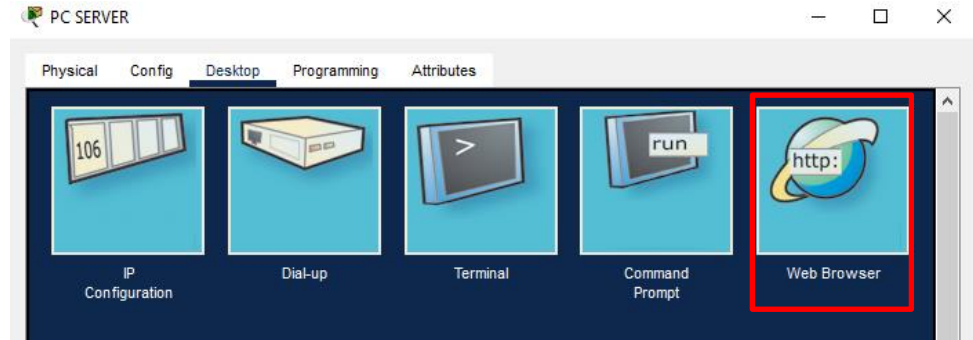 PC SERVER
Physical Config Desktop Programming Attributes
106
>
run
http:
IP
Configuration
Dial-up
Terminal
Command
Prompt
Web Browser